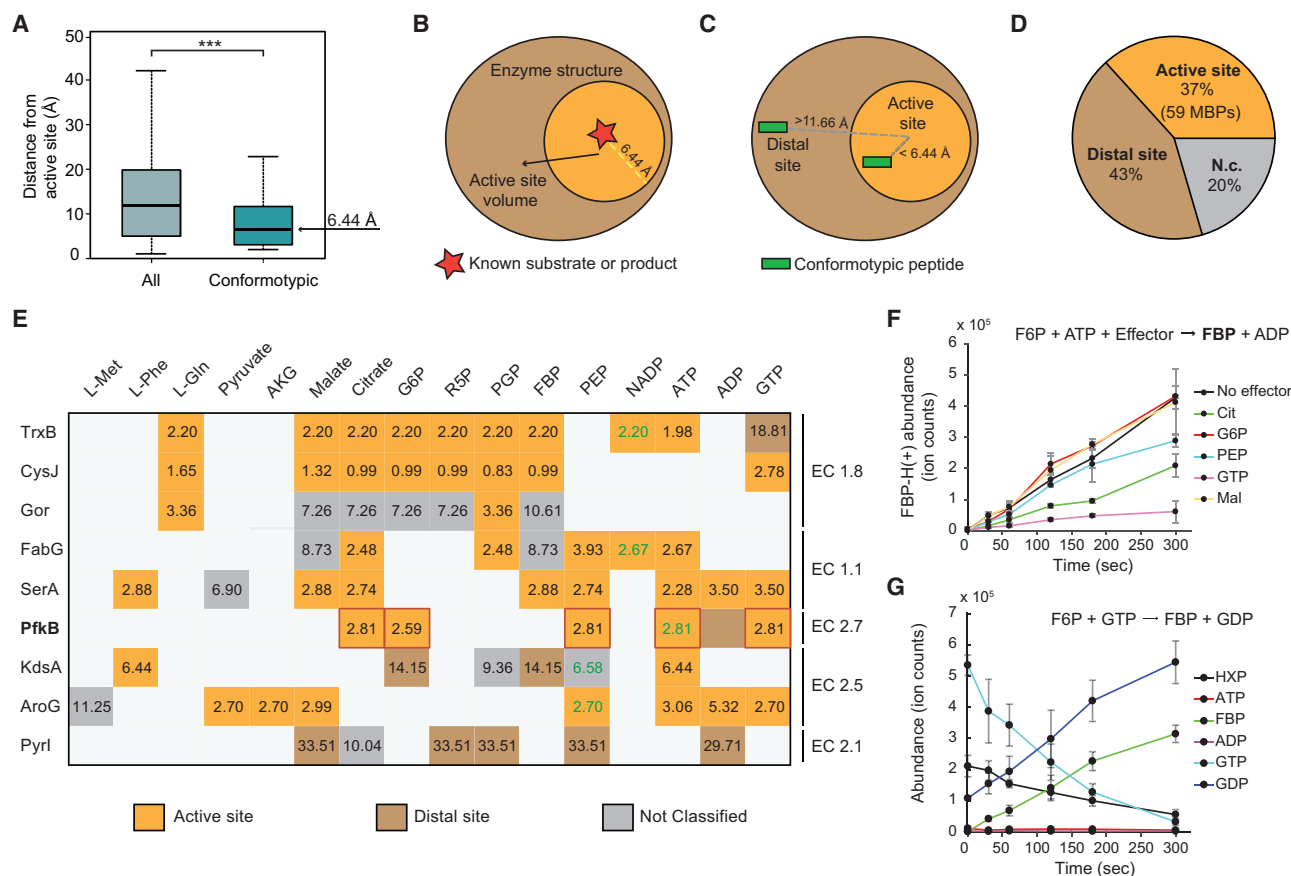 A
50
40
30
20
10
0
Distance from
active site (Å)
***
6.44 Å
All
Conformotypic
B
Enzyme structure
6.44 Å
Active site
volume
Known substrate or product
C
Active
site
>11.66 Å
Distal
site
< 6.44 Å
Conformotypic peptide
D
Active site
37%
(59 MBPs)
Distal site
43%
N.c.
20%
E
L-Met L-Phe L-Gln Pyruvate AKG Malate Citrate G6P R5P PGP FBP PEP NADP ATP ADP GTP
TrxB 2.20 2.20 2.20 2.20 2.20 2.20 2.20 2.20 1.98 18.81
CysJ 1.65 1.32 0.99 0.99 0.99 0.83 0.99 2.78 EC 1.8
Gor 3.36 7.26 7.26 7.26 7.26 3.36 10.61
FabG 8.73 2.48 2.48 8.73 3.93 2.67 2.67
EC 1.1
SerA 2.88 6.90 2.88 2.74 2.88 2.74 2.28 3.50 3.50
PfkB 2.81 2.59 2.81 2.81 2.81 EC 2.7
KdsA 6.44 14.15 9.36 14.15 6.58 6.44
EC 2.5
AroG 11.25 2.70 2.70 2.99 2.70 3.06 5.32 2.70
PyrI 33.51 10.04 33.51 33.51 33.51 29.71 EC 2.1
Active site
Distal site
Not Classified
F
x 10⁵
F6P + ATP + Effector → FBP + ADP
6
5
4
3
2
1
0
FBP-H(+) abundance
(ion counts)
No effector
Cit
G6P
PEP
GTP
Mal
0 50 100 150 200 250 300
Time (sec)
G
x 10⁵
F6P + GTP → FBP + GDP
7
6
5
4
3
2
1
0
Abundance (ion counts)
HXP
ATP
FBP
ADP
GTP
GDP
0 50 100 150 200 250 300
Time (sec)